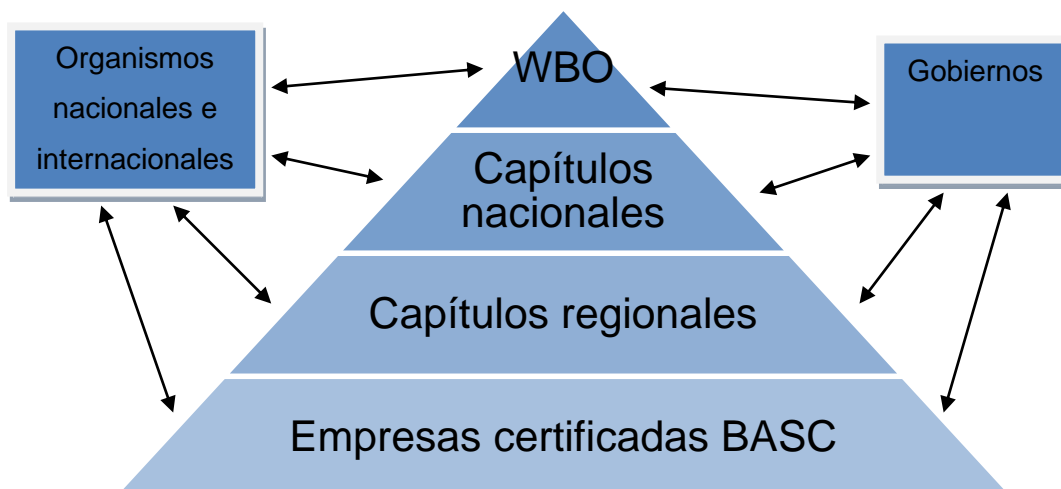 Organismos
nacionales e
internacionales
WBO
Gobiernos
Capítulos
nacionales
Capítulos regionales
Empresas certificadas BASC